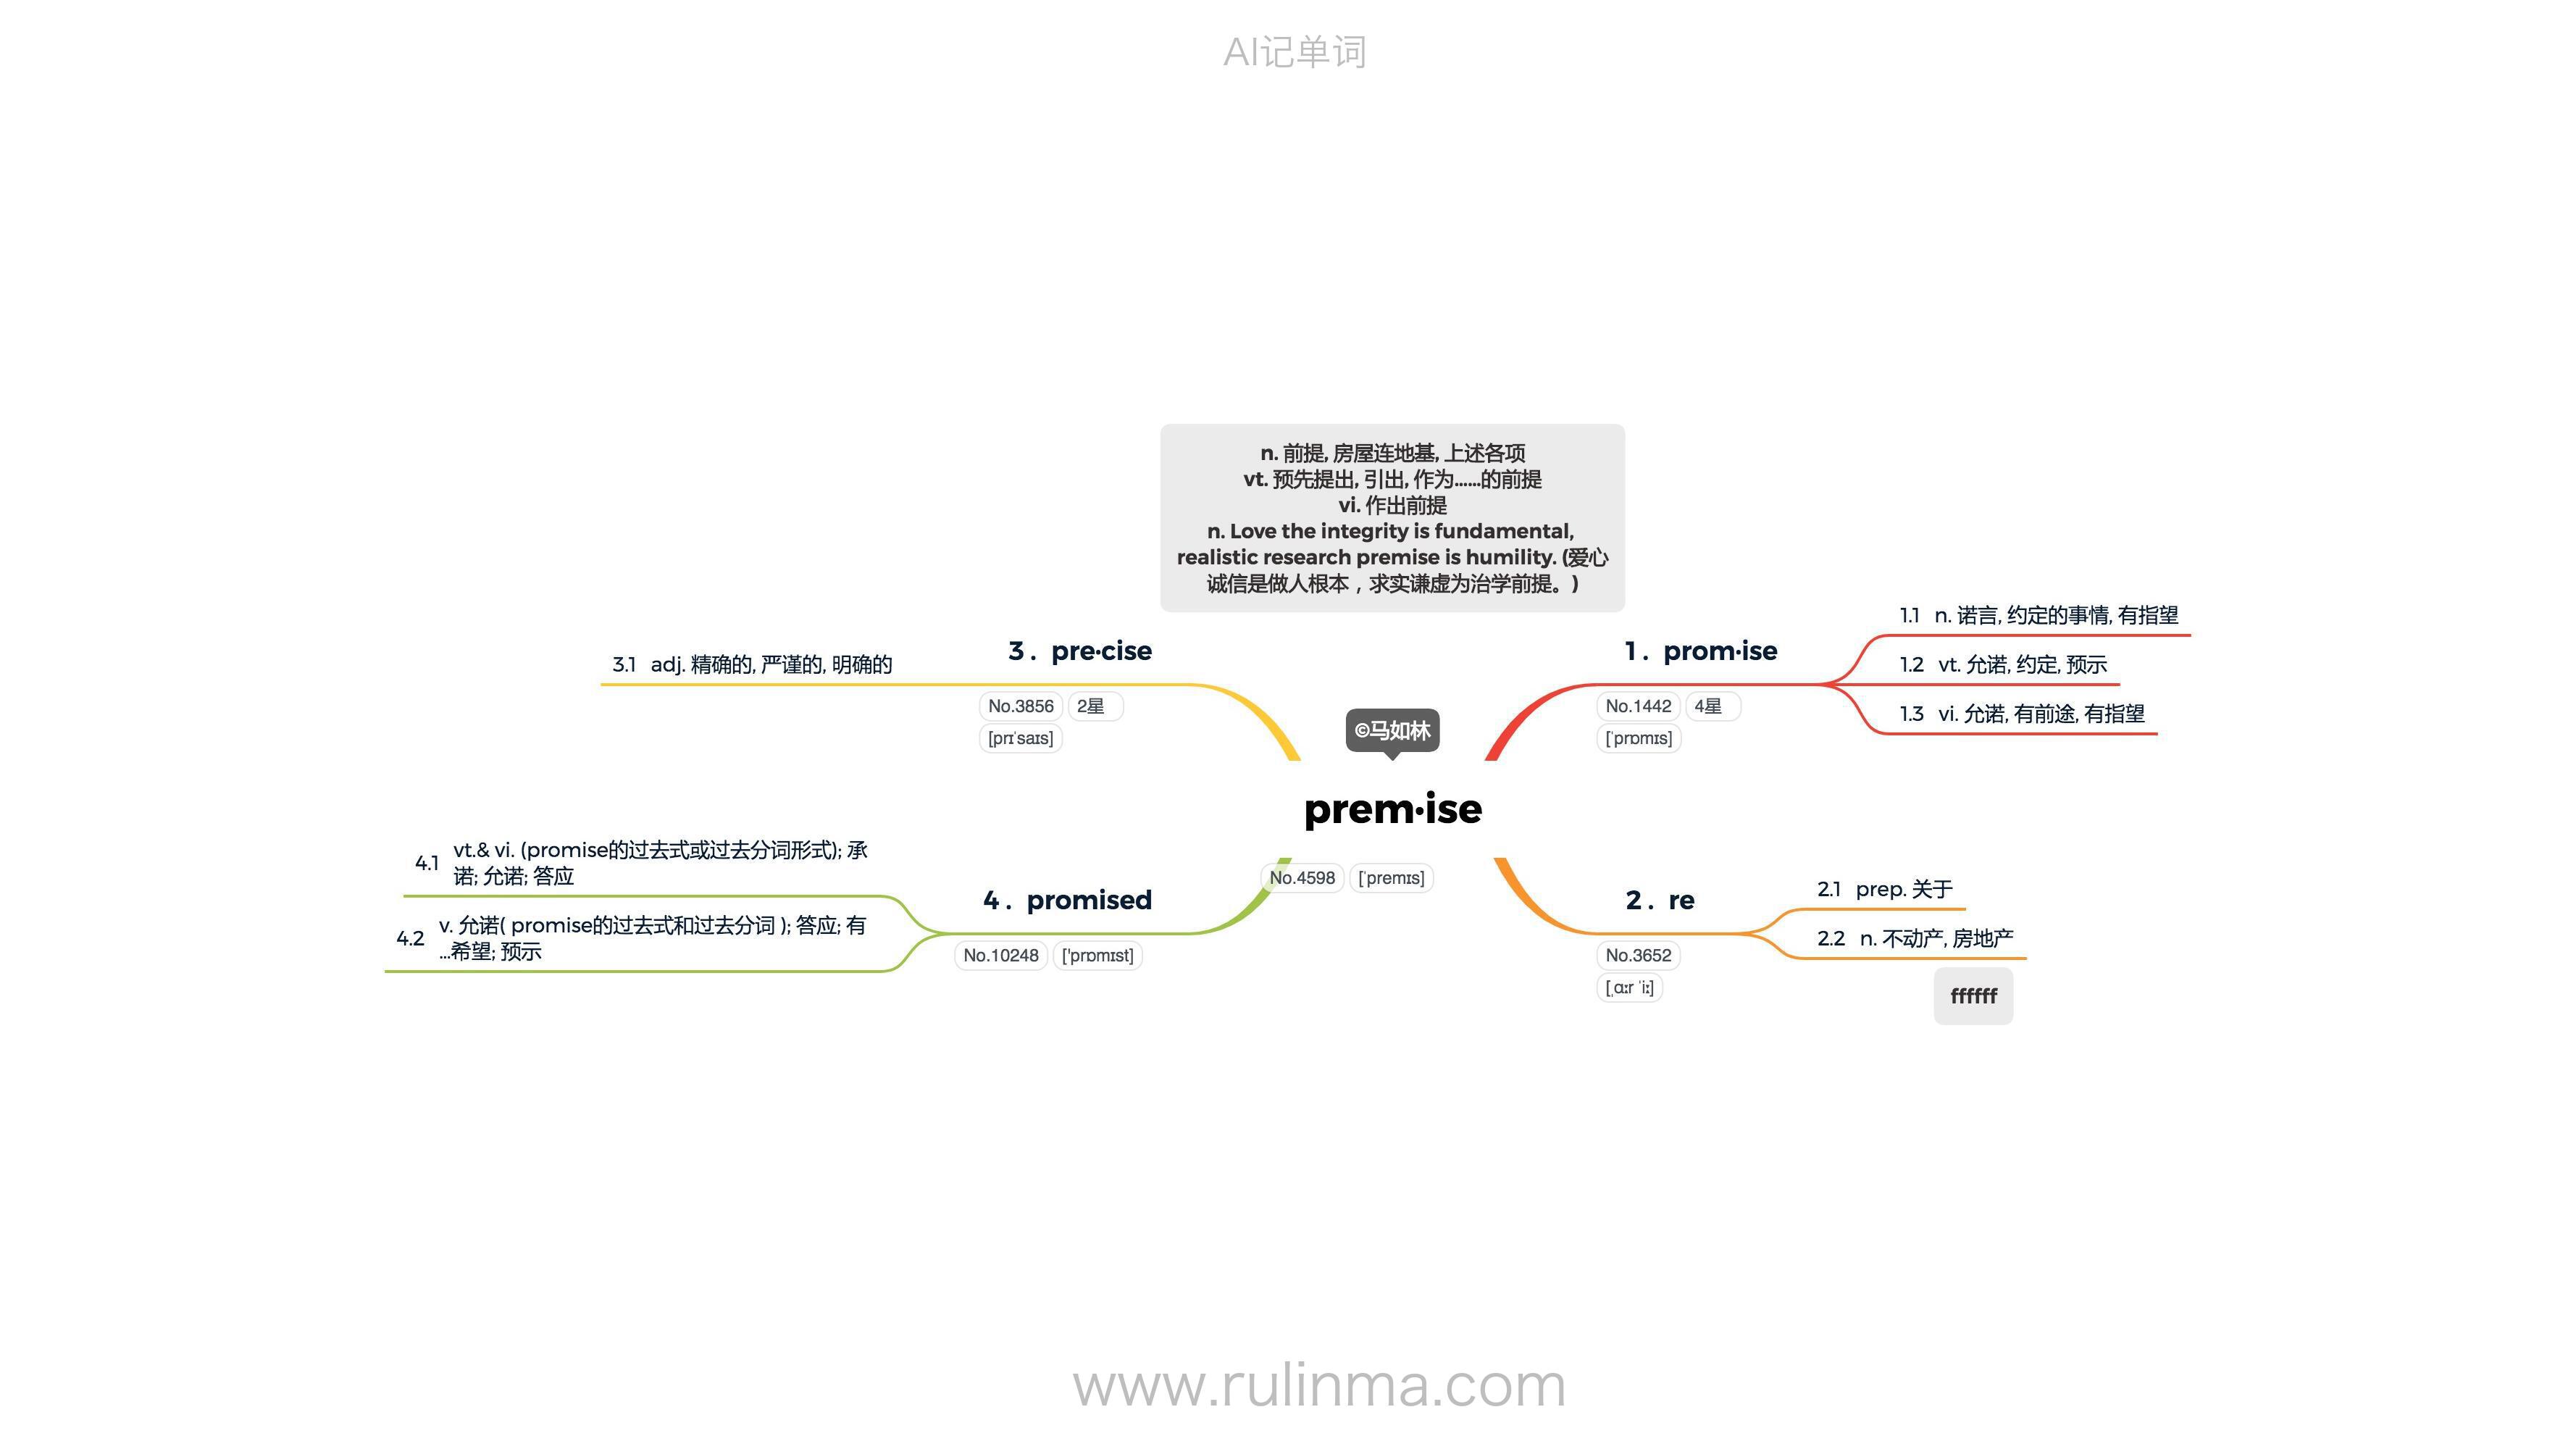 AI记单词
n. 前提, 房屋连地基, 上述各项
vt. 预先提出, 引出, 作为……的前提
vi. 作出前提
n. Love the integrity is fundamental,
realistic research premise is humility. (爱心
诚信是做人根本，求实谦虚为治学前提。)
©马如林
prem·ise
No.4598 [ˈpremɪs]
1. prom·ise
No.1442 4星
[ˈprɒmɪs]
1.1 n. 诺言, 约定的事情, 有指望
1.2 vt. 允诺, 约定, 预示
1.3 vi. 允诺, 有前途, 有指望
2. re
No.3652
[ˌɑːr ˈiː]
2.1 prep. 关于
2.2 n. 不动产, 房地产
ffffff
3. pre·cise
No.3856 2星
[prɪˈsaɪs]
3.1 adj. 精确的, 严谨的, 明确的
4. promised
No.10248 ['prɒmɪst]
4.1 vt.& vi. (promise的过去式或过去分词形式); 承
诺; 允诺; 答应
4.2 v. 允诺( promise的过去式和过去分词 ); 答应; 有
…希望; 预示
www.rulinma.com